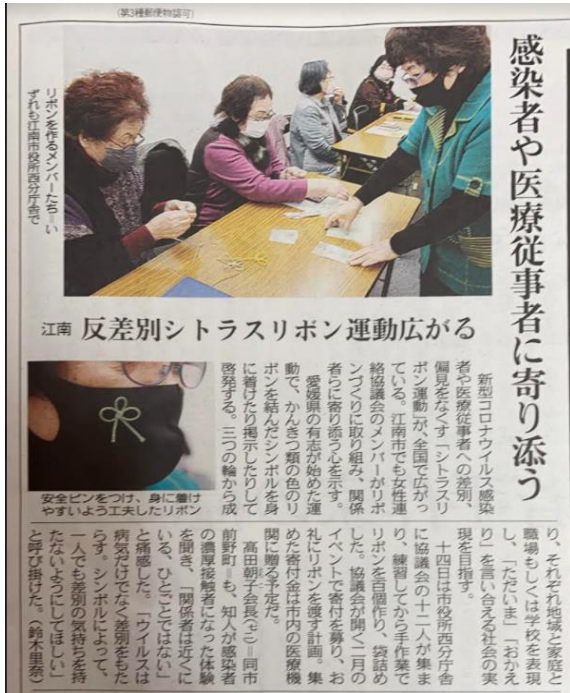 (第3種郵便物認可)
感染者や医療従事者に寄り添う
江南 反差別シトラスリボン運動広がる
リボンを作るメンバーたち=い
ずれも江南市役所西分庁舎で
新型コロナウイルス感染
者や医療従事者への差別、
偏見をなくす「シトラスリ
ボン運動」が、全国で広がっ
ている。江南市でも女性連
絡協議会のメンバーがリボ
ンづくりに取り組み、関係
者らに寄り添う心を示す。
愛媛県の有志が始めた運
動で、かんきつ類の色のリ
ボンを結んだシンボルを身
に着けたり掲示したりして
啓発する。三つの輪から成
安全ピンをつけ、身に着け
やすいよう工夫したリボン
り、それぞれ地域と家庭と
職場もしくは学校を表現
し、「ただいま」「おかえ
り」を言い合える社会の実
現を目指す。
十四日は市役所西分庁舎
に協議会の十二人が集ま
り、練習してから手作業で
リボンを百個作り、袋詰め
した。協議会が開く二月の
イベントで寄付を募り、お
礼にリボンを渡す計画。集
めた寄付金は市内の医療機
関に贈る予定だ。
高田朝子会長(七二)=同市
前野町=も、知人が感染者
の濃厚接触者になった体験
を聞き、「関係者は近くに
いる、ひとごとではない」
と痛感した。「ウイルスは
病気だけでなく差別をもた
らす。シンボルによって、
一人でも差別の気持ちを持
たないようにしてほしい」
と呼び掛けた。(鈴木里奈)